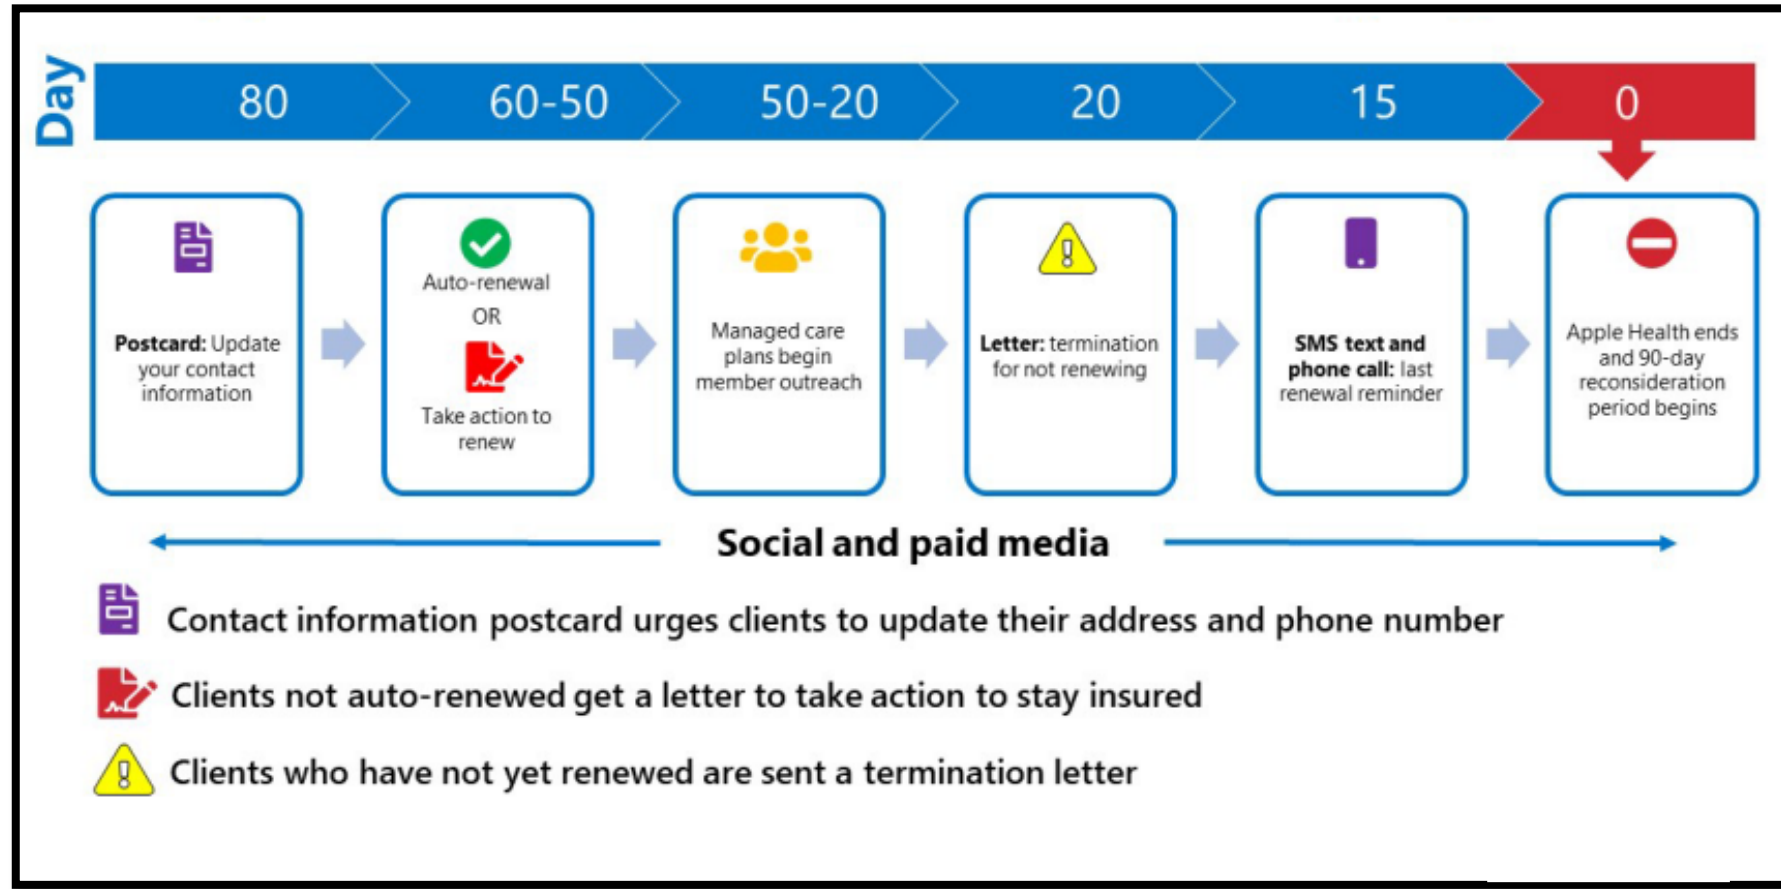 Day
80
60-50
50-20
20
15
0
Postcard: Update
your contact
information
Auto-renewal
OR
Take action to
renew
Managed care
plans begin
member outreach
Letter: termination
for not renewing
SMS text and
phone call: last
renewal reminder
Apple Health ends
and 90-day
reconsideration
period begins
Social and paid media
Contact information postcard urges clients to update their address and phone number
Clients not auto-renewed get a letter to take action to stay insured
Clients who have not yet renewed are sent a termination letter